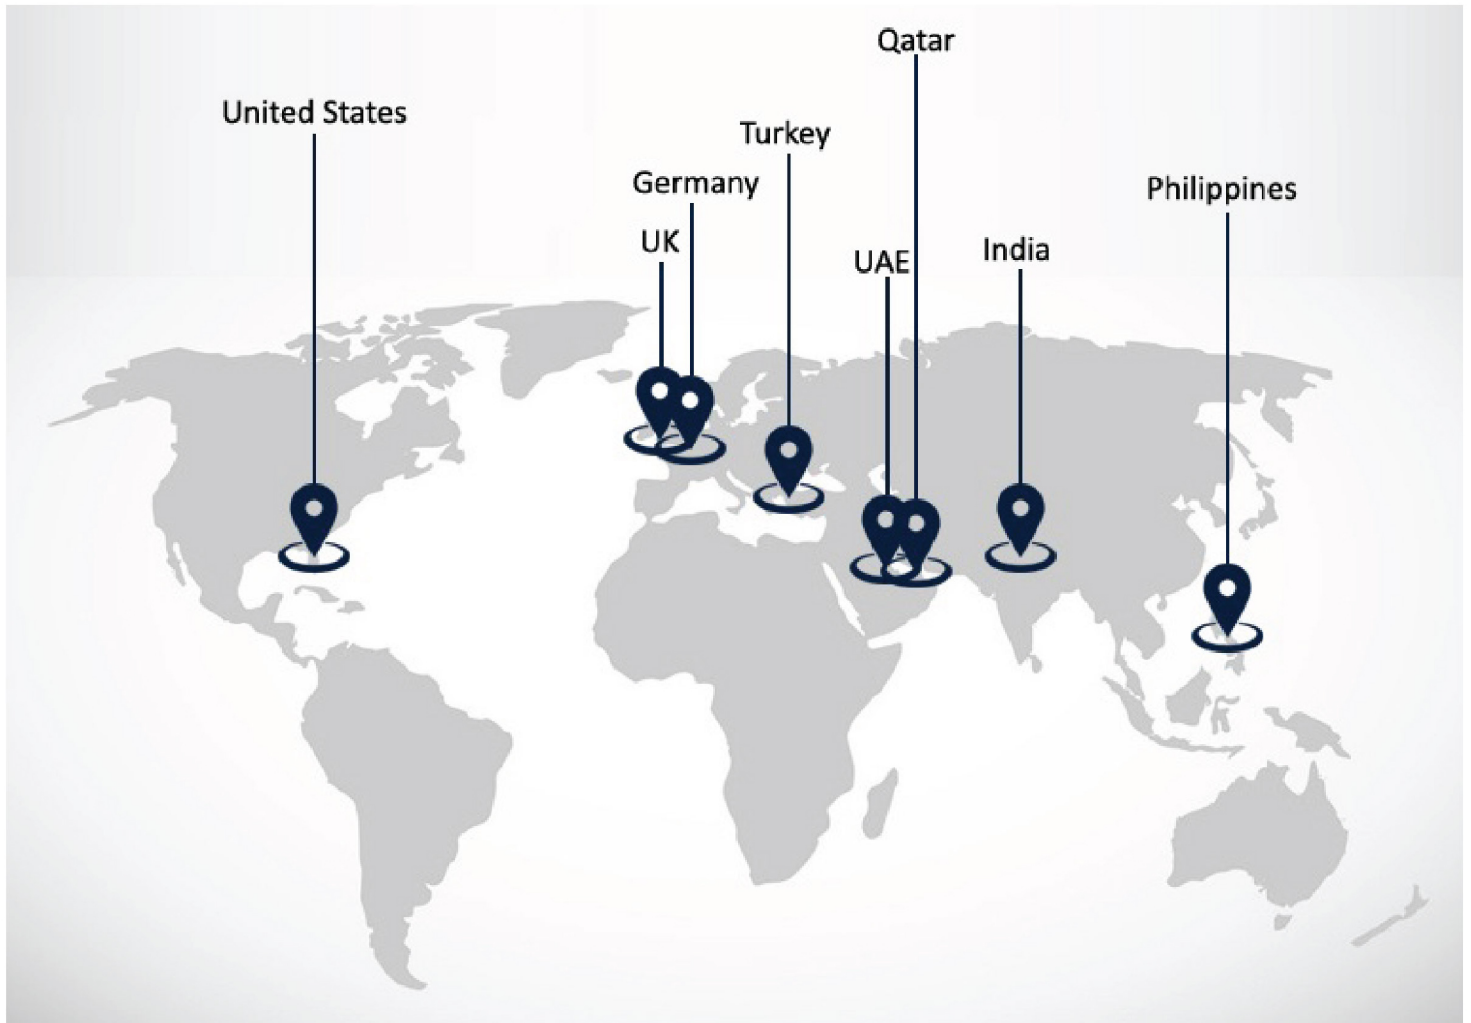 Qatar
United States
Turkey
Germany
Philippines
UK
India
UAE